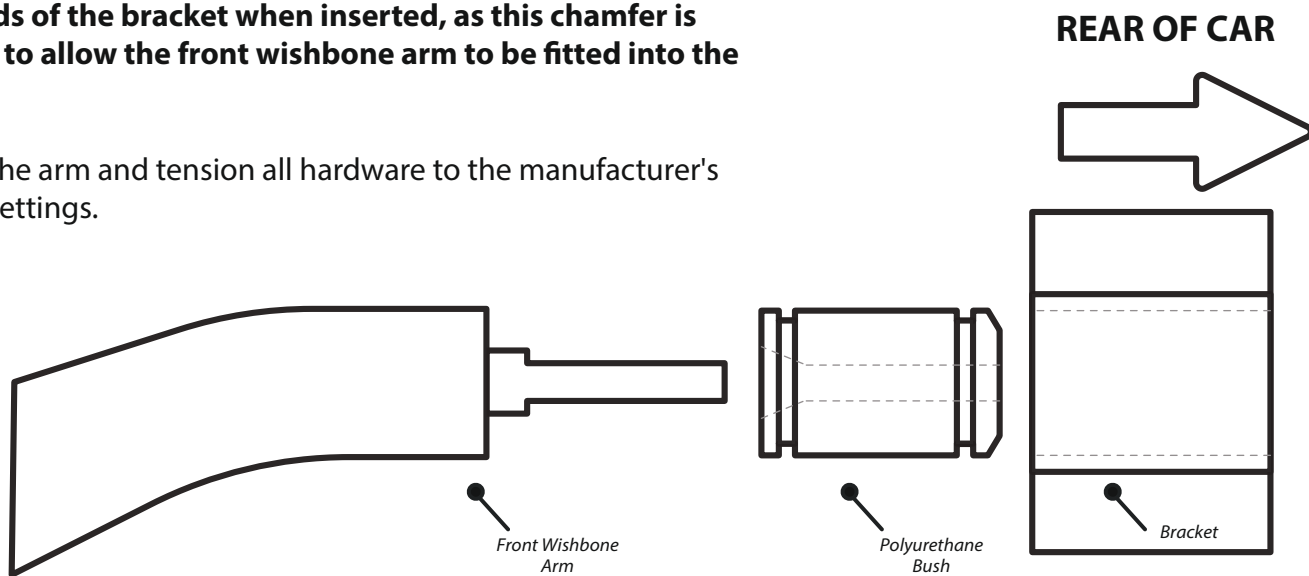 ds of the bracket when inserted, as this chamfer is
to allow the front wishbone arm to be fitted into the
he arm and tension all hardware to the manufacturer's
ettings.
REAR OF CAR
Front Wishbone
Arm
Polyurethane
Bush
Bracket